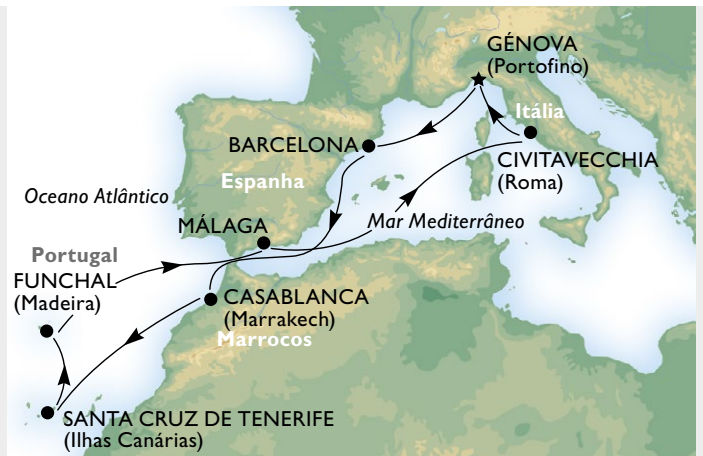 GÉNOVA
(Portofino)
Itália
BARCELONA
CIVITAVECCHIA
(Roma)
Espanha
Oceano Atlântico
MÁLAGA
Mar Mediterrâneo
Portugal
FUNCHAL
(Madeira)
CASABLANCA
(Marrakech)
Marrocos
SANTA CRUZ DE TENERIFE
(Ilhas Canárias)